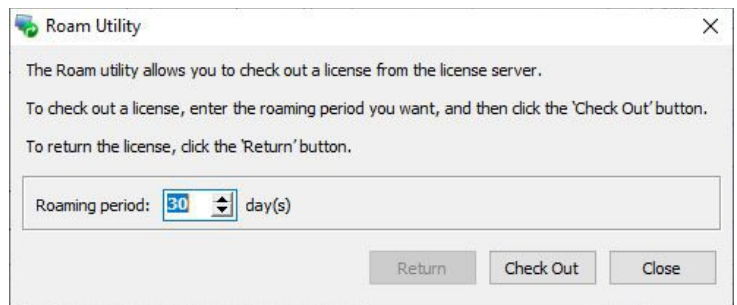 Roam Utility
The Roam utility allows you to check out a license from the license server.
To check out a license, enter the roaming period you want, and then click the ‘Check Out’ button.
To return the license, click the ‘Return’ button.
Roaming period: 30 day(s)
Return Check Out Close